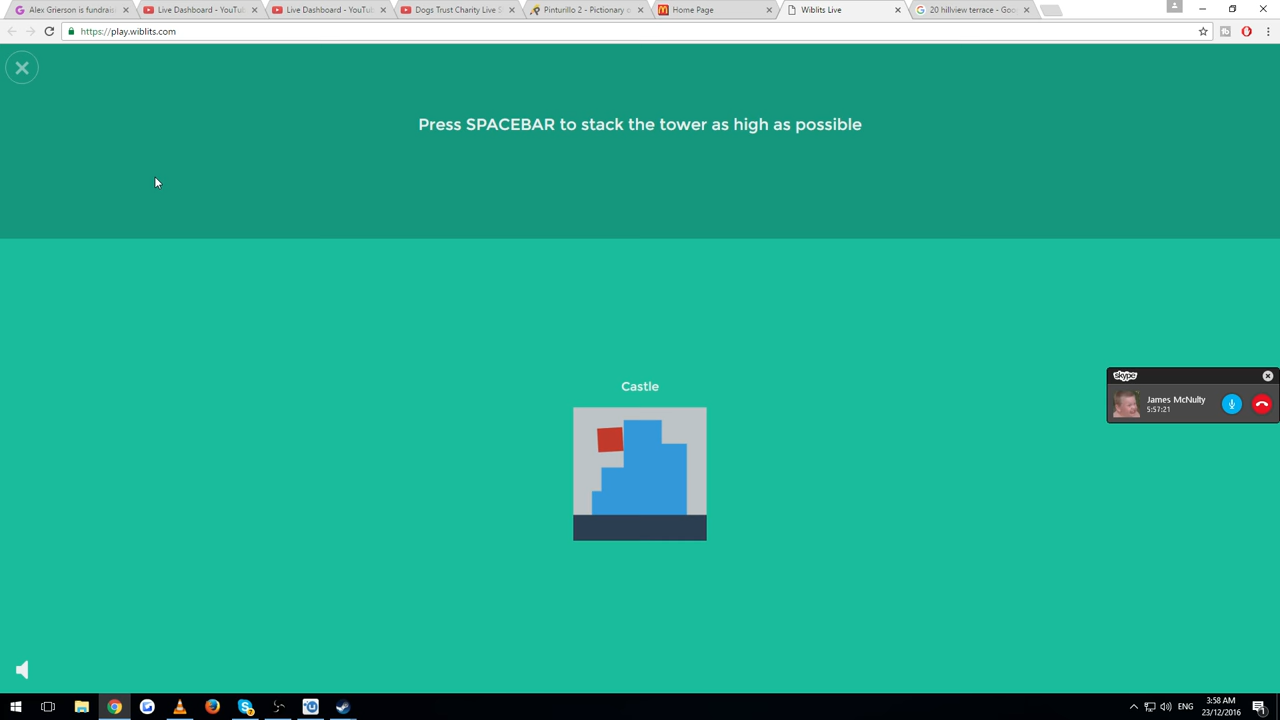 Alex Grierson is fundrais
Live Dashboard - YouTu
Live Dashboard - YouTu
Dogs Trust Charity Live S
Pinturillo 2 - Pictionary o
Home Page
Wiblits Live
20 hillview terrace - Goo
https://play.wiblits.com
Press SPACEBAR to stack the tower as high as possible
Castle
skype
James McNulty
5:57:21
ENG
3:58 AM
23/12/2016